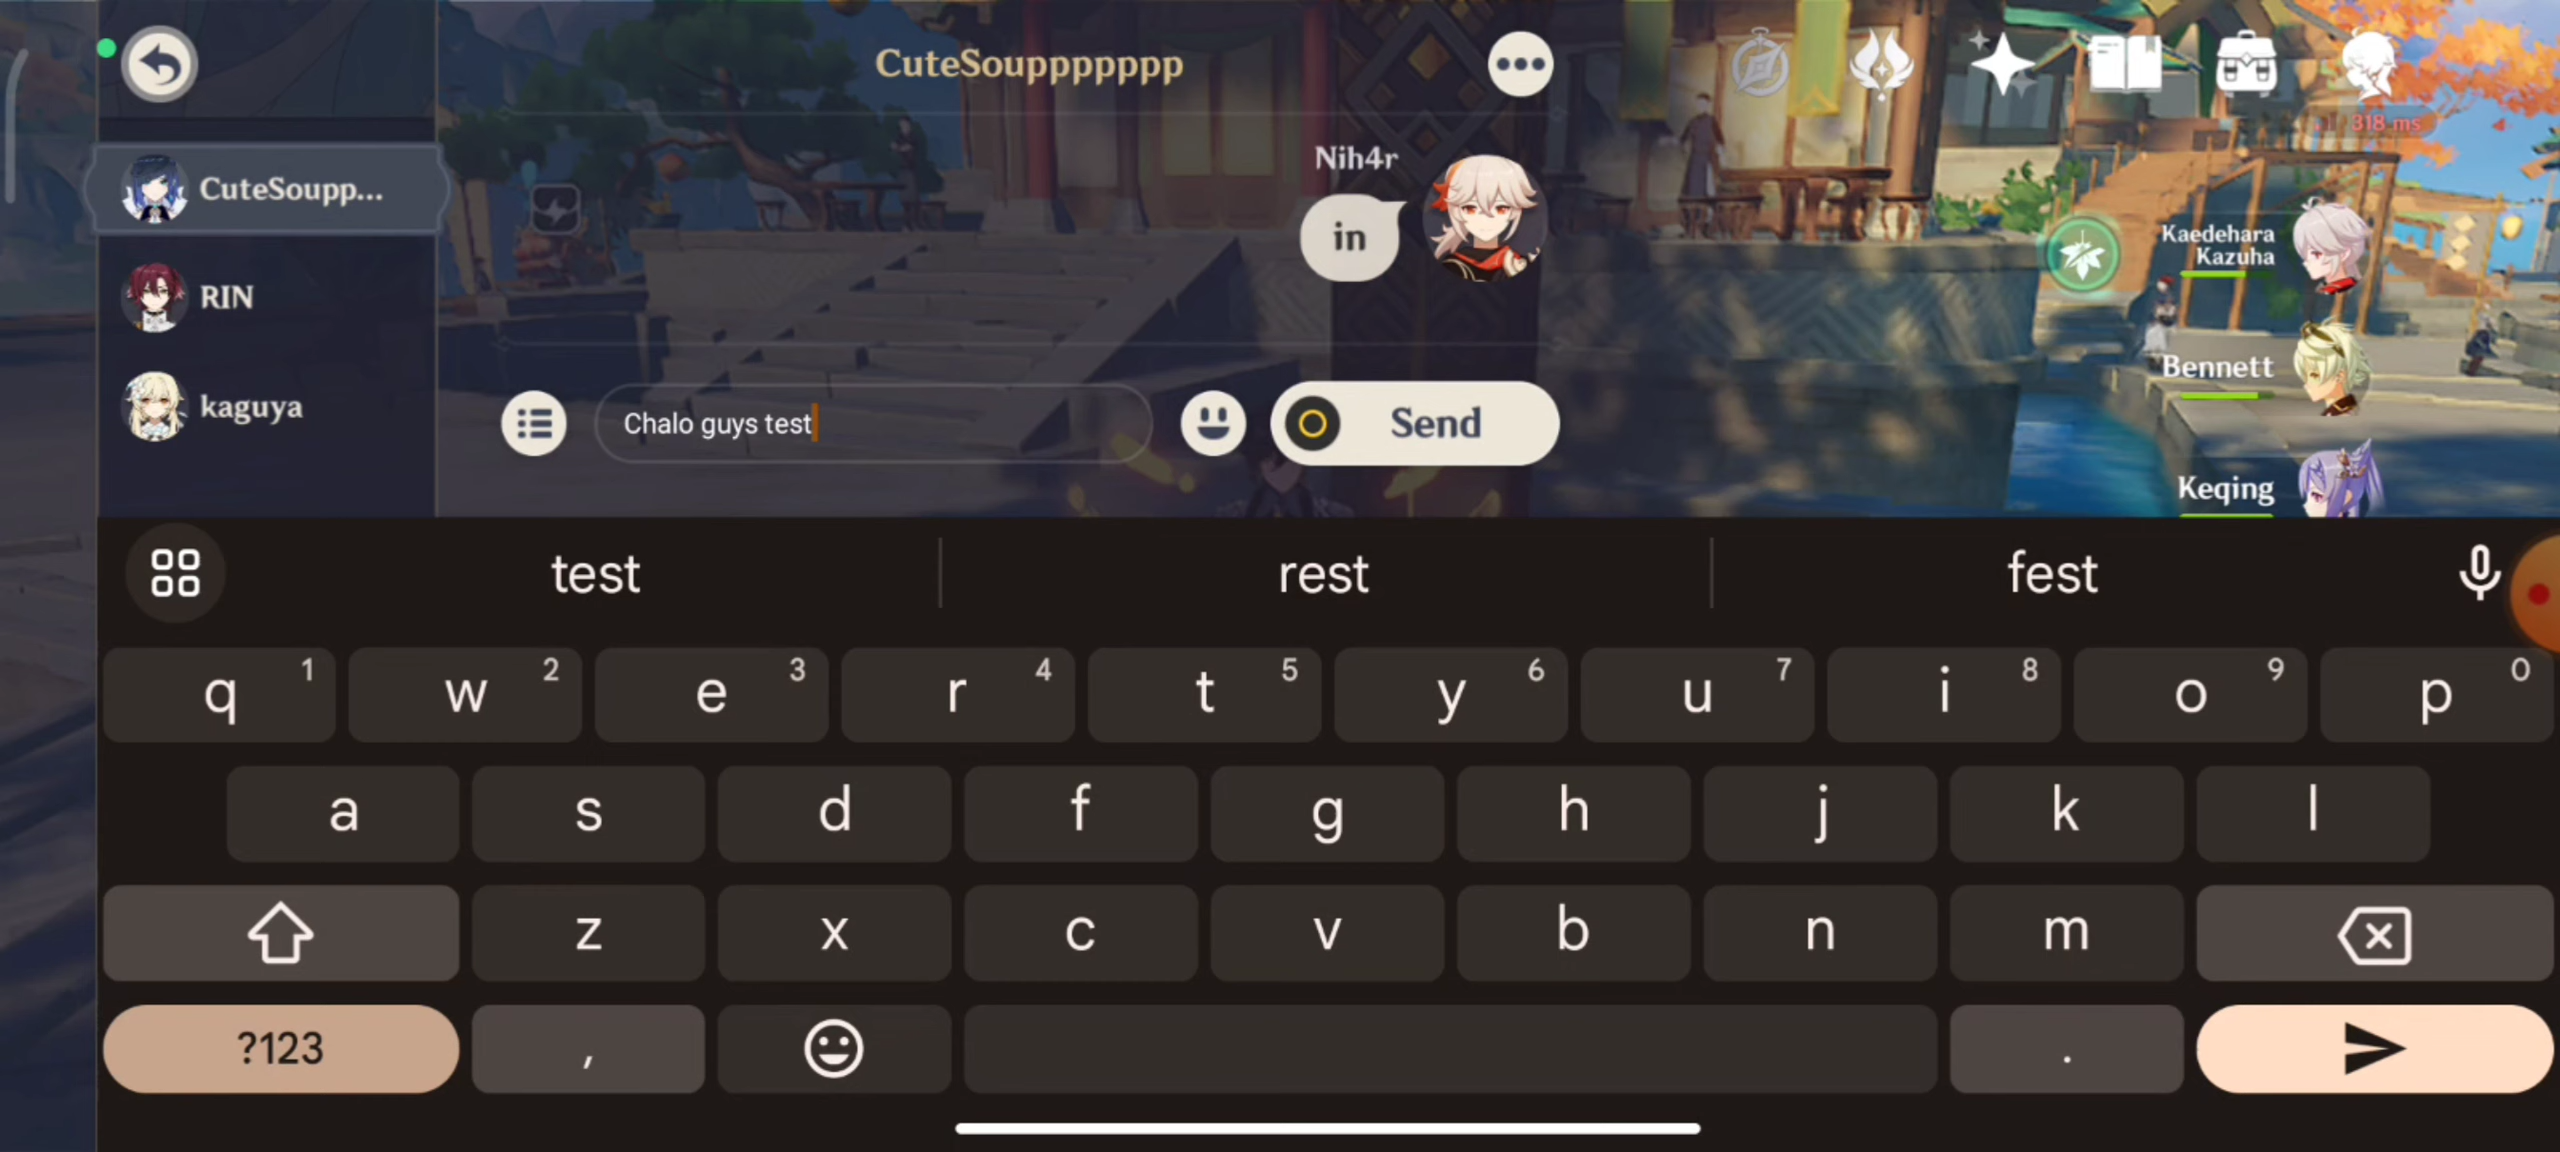 CuteSouppppppp
CuteSoupp...
RIN
kaguya
Nih4r
in
Chalo guys test
Send
318 ms
Kaedehara
Kazuha
Bennett
Keqing
test rest fest
q 1 w 2 e 3 r 4 t 5 y 6 u 7 i 8 o 9 p 0
a s d f g h j k l
z x c v b n m
?123 , .